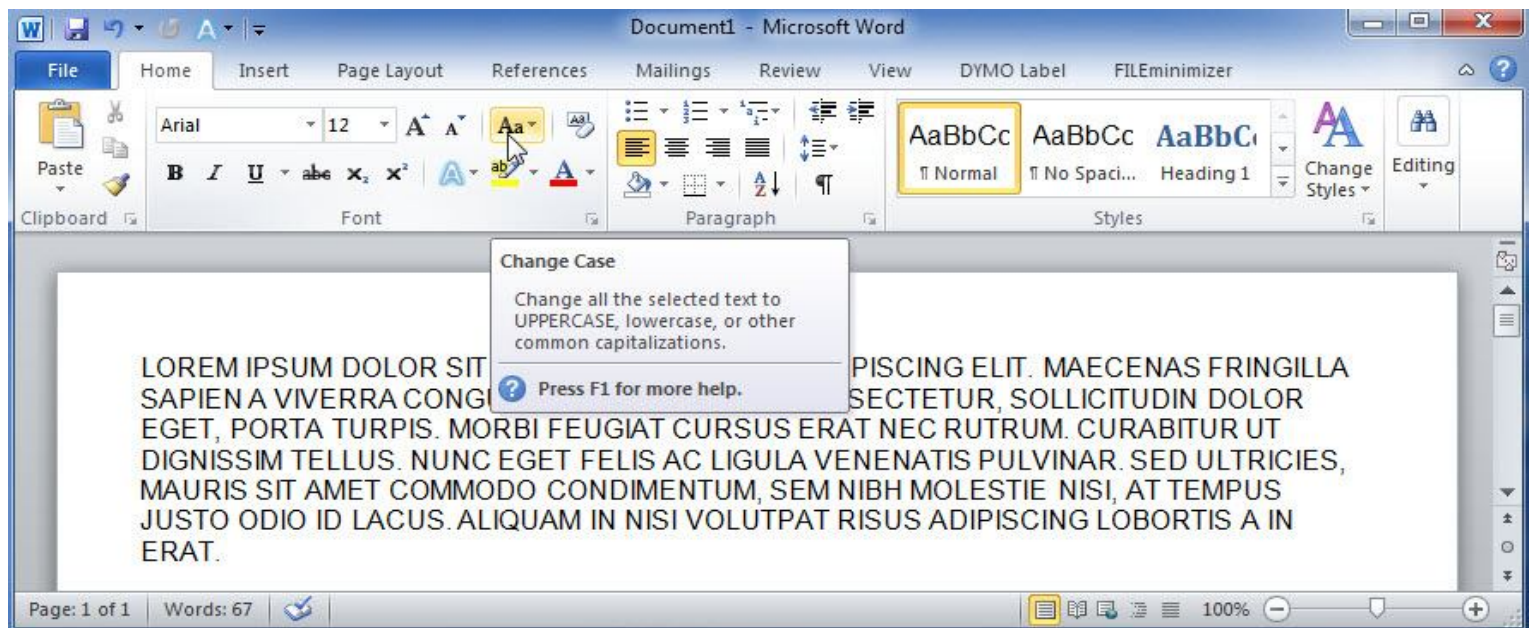 W A
Document1 - Microsoft Word
File Home Insert Page Layout References Mailings Review View DYMO Label FILEminimizer
Paste
Clipboard
Arial 12 A A Aa
B I U abc x₂ x² A ab A
Font
Paragraph
AaBbCc AaBbCc AaBbC
¶ Normal ¶ No Spaci... Heading 1
Change Styles
Styles
Editing
Change Case
Change all the selected text to
UPPERCASE, lowercase, or other
common capitalizations.
Press F1 for more help.
LOREM IPSUM DOLOR SIT PISCING ELIT. MAECENAS FRINGILLA
SAPIEN A VIVERRA CONG SECTETUR, SOLLICITUDIN DOLOR
EGET, PORTA TURPIS. MORBI FEUGIAT CURSUS ERAT NEC RUTRUM. CURABITUR UT
DIGNISSIM TELLUS. NUNC EGET FELIS AC LIGULA VENENATIS PULVINAR. SED ULTRICIES,
MAURIS SIT AMET COMMODO CONDIMENTUM, SEM NIBH MOLESTIE NISI, AT TEMPUS
JUSTO ODIO ID LACUS. ALIQUAM IN NISI VOLUTPAT RISUS ADIPISCING LOBORTIS A IN
ERAT.
Page: 1 of 1 Words: 67 100%